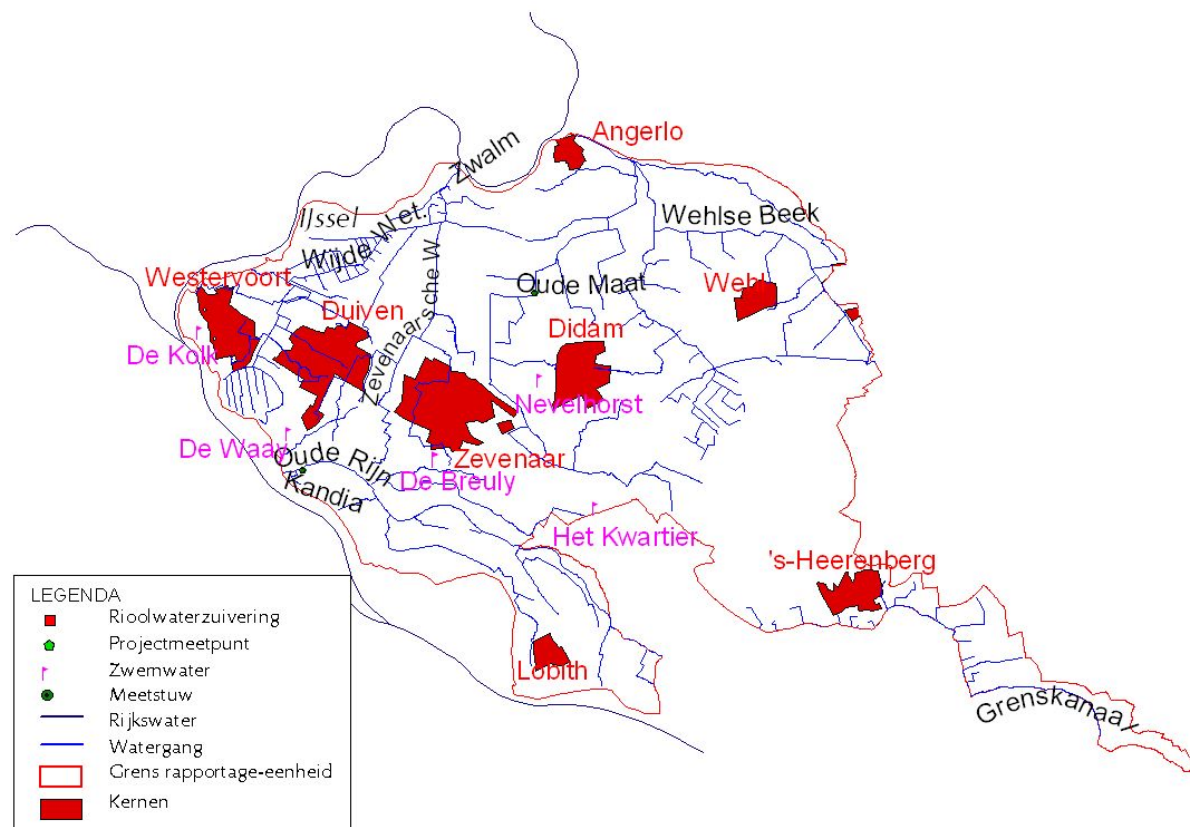 Angerlo
Zwalm
IJssel
Wijde Wet.
Wehlse Beek
Westervoort
Zevenaarsche W
Oude Maat
Wehl
Duiven
Didam
De Kolk
Nevelhorst
De Waay
Oude Rijn
Zevenaar
De Breuly
Kandia
Het Kwartier
's-Heerenberg
Lobith
Grenskanaal
LEGENDA
Rioolwaterzuivering
Projectmeetpunt
Zwemwater
Meetstuw
Rijkswater
Watergang
Grens rapportage-eenheid
Kernen